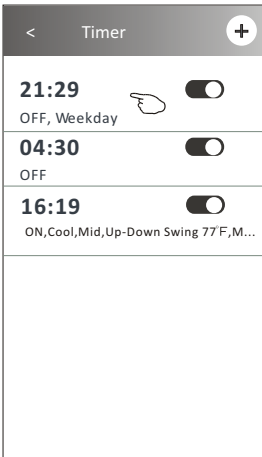 < Timer +
21:29
OFF, Weekday
04:30
OFF
16:19
ON,Cool,Mid,Up-Down Swing 77°F,M...